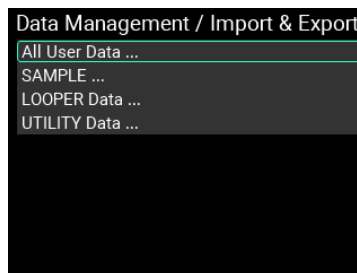 Data Management / Import & Export
All User Data ...
SAMPLE ...
LOOPER Data ...
UTILITY Data ...